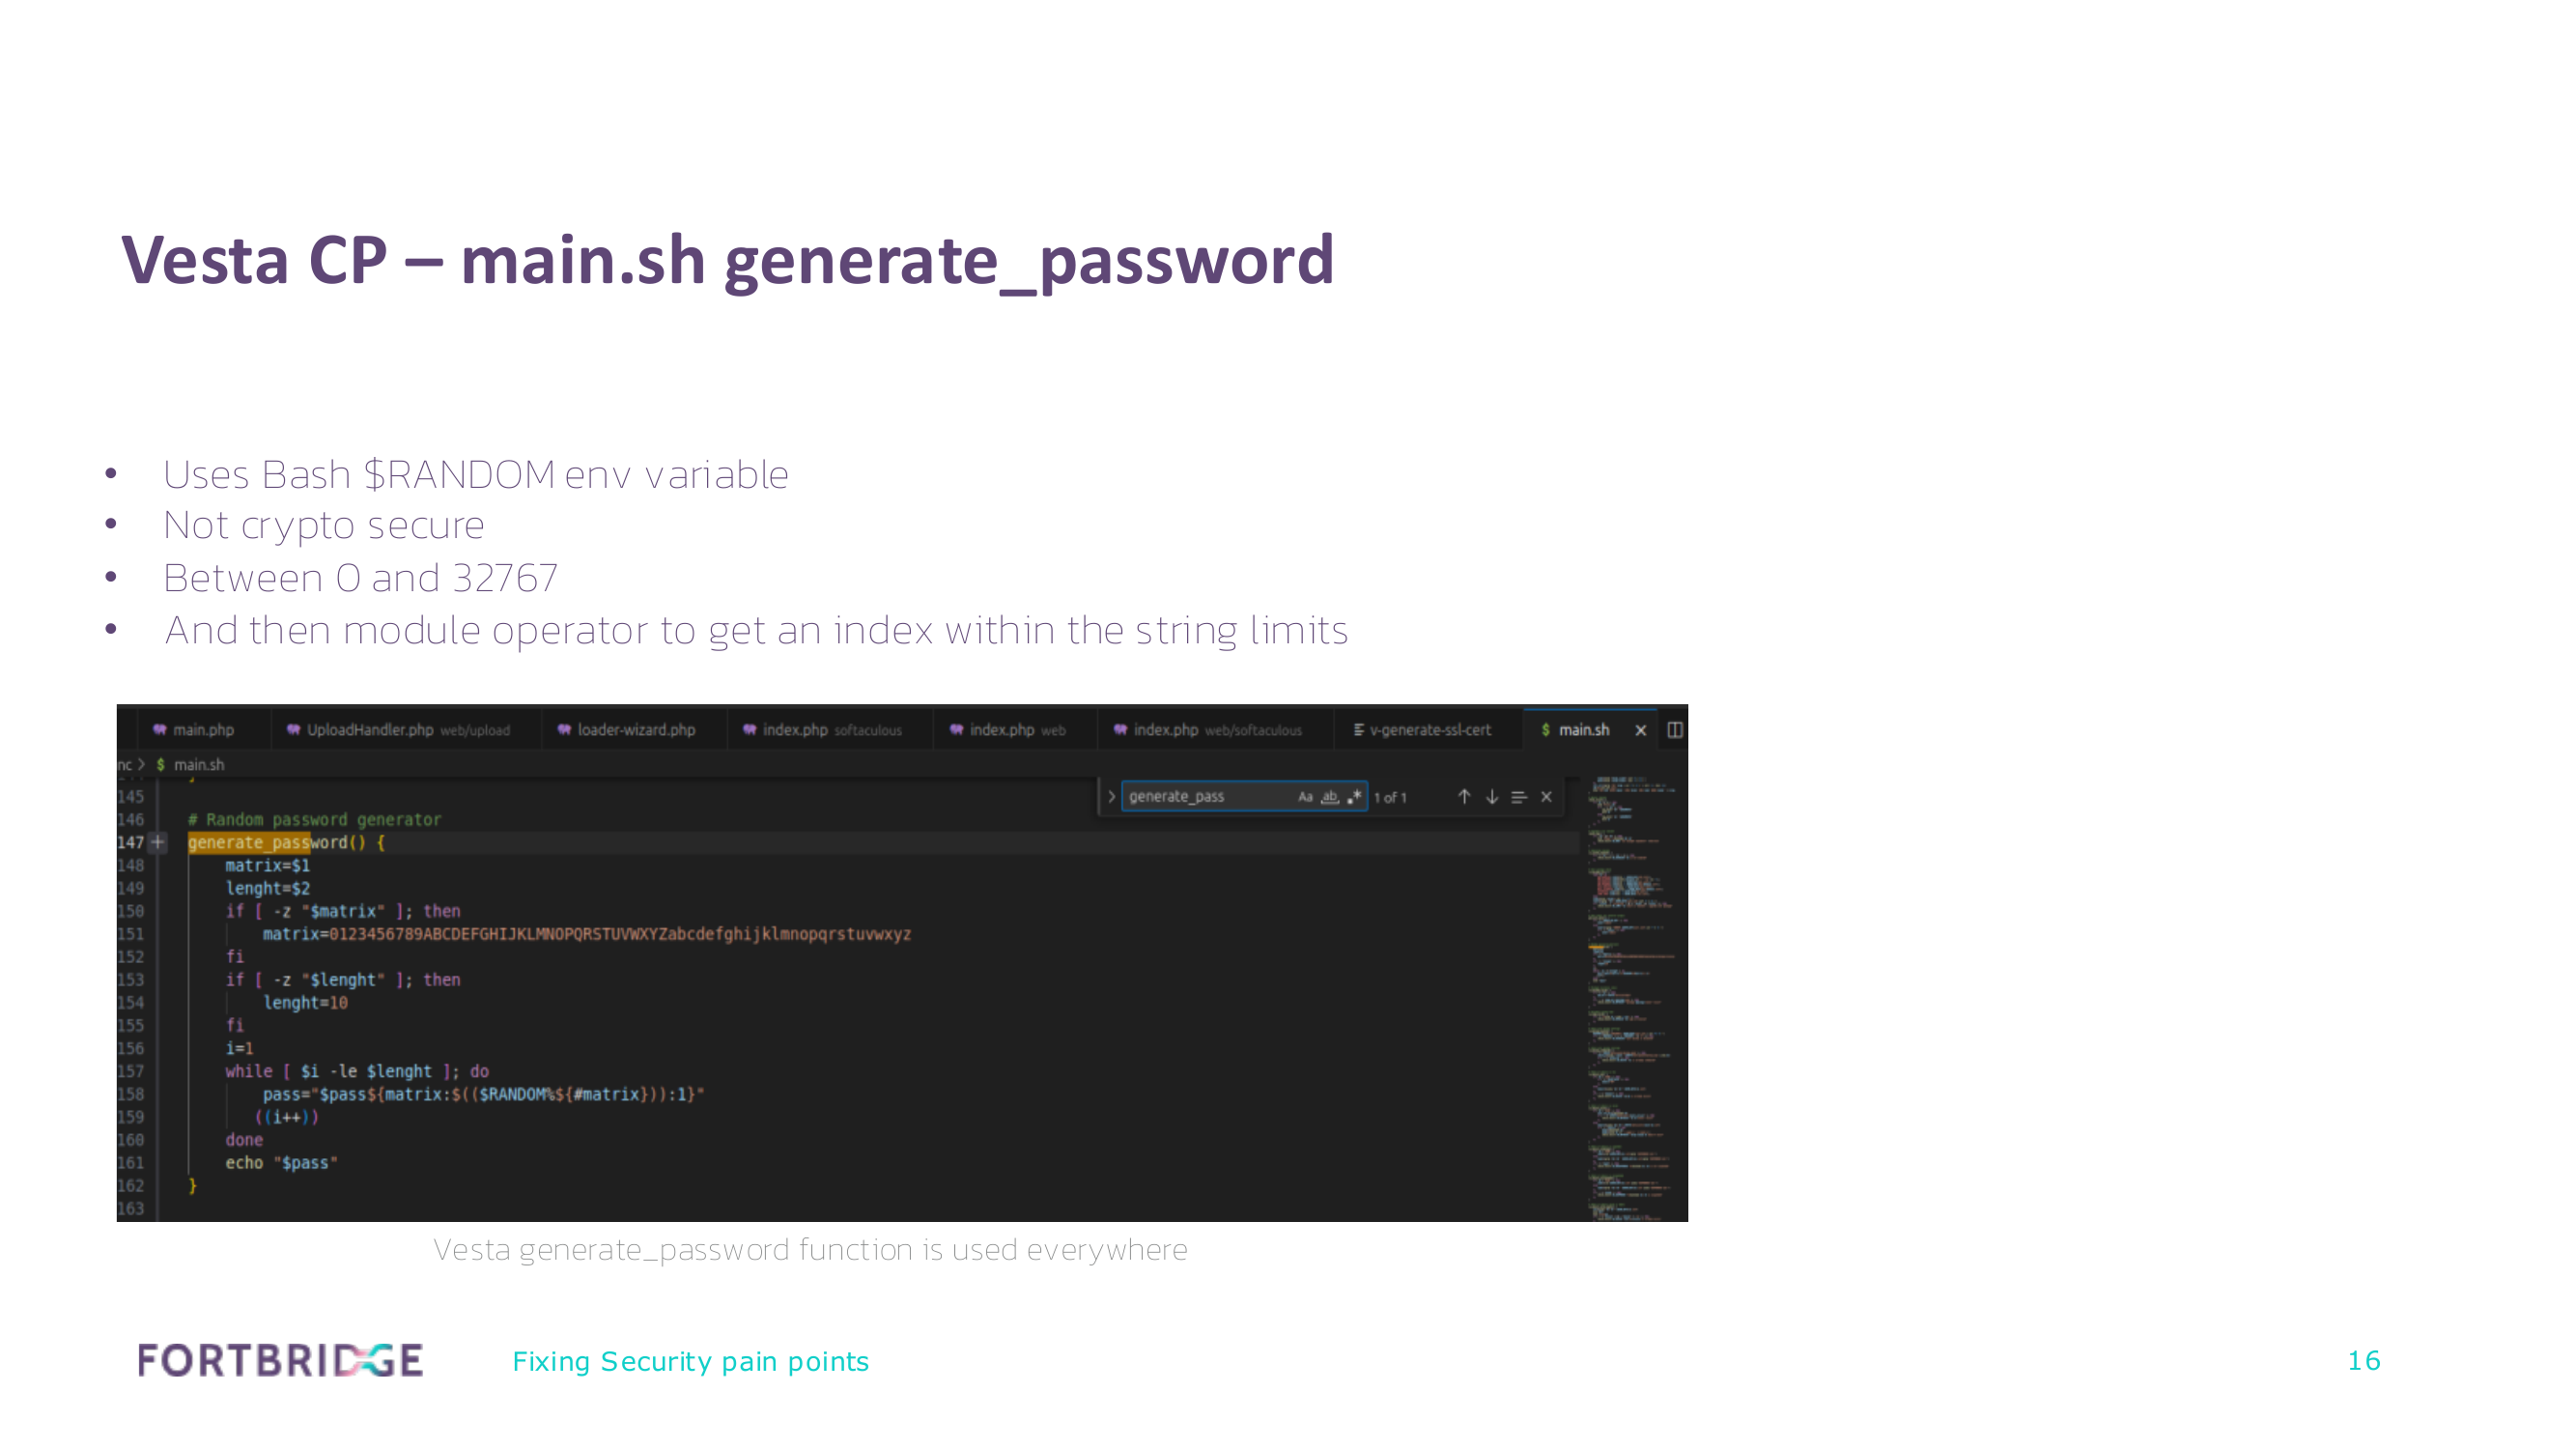 Vesta CP – main.sh generate_password
• Uses Bash $RANDOM env variable
• Not crypto secure
• Between 0 and 32767
• And then module operator to get an index within the string limits
main.php UploadHandler.php web/upload loader-wizard.php index.php softaculous index.php web index.php web/softaculous v-generate-ssl-cert $ main.sh
nc > $ main.sh
generate_pass Aa ab .* 1 of 1
145
146 # Random password generator
147 generate_password() {
148 matrix=$1
149 lenght=$2
150 if [ -z "$matrix" ]; then
151 matrix=0123456789ABCDEFGHIJKLMNOPQRSTUVWXYZabcdefghijklmnopqrstuvwxyz
152 fi
153 if [ -z "$lenght" ]; then
154 lenght=10
155 fi
156 i=1
157 while [ $i -le $lenght ]; do
158 pass="$pass${matrix:$(($RANDOM%${#matrix})):1}"
159 ((i++))
160 done
161 echo "$pass"
162 }
163
Vesta generate_password function is used everywhere
FORTBRIDGE Fixing Security pain points 16